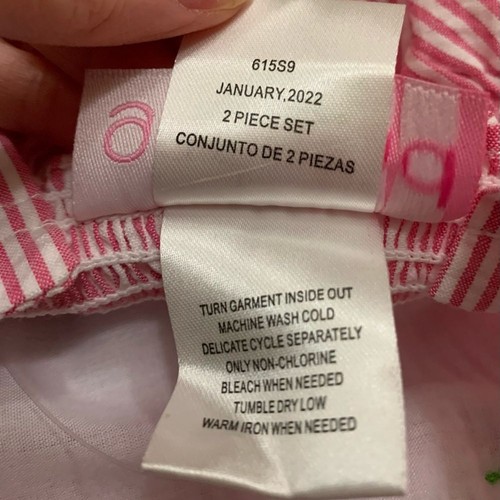 615S9
JANUARY,2022
2 PIECE SET
CONJUNTO DE 2 PIEZAS
TURN GARMENT INSIDE OUT
MACHINE WASH COLD
DELICATE CYCLE SEPARATELY
ONLY NON-CHLORINE
BLEACH WHEN NEEDED
TUMBLE DRY LOW
WARM IRON WHEN NEEDED